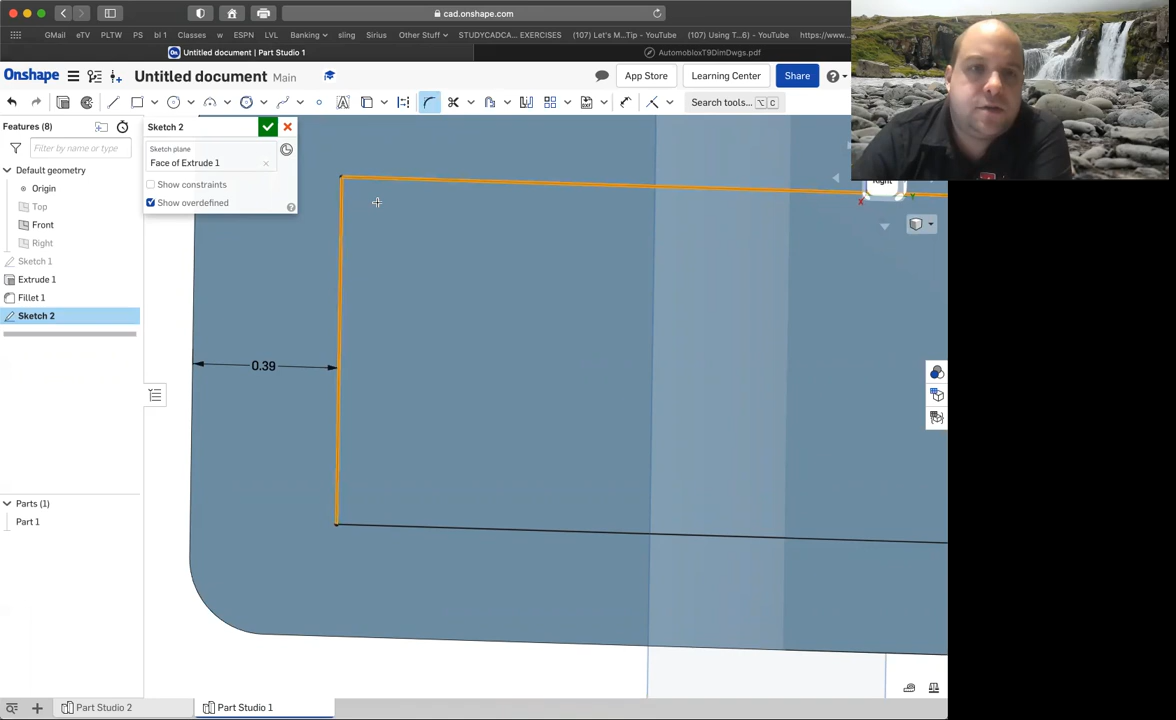 cad.onshape.com
GMail eTV PLTW PS bl 1 Classes w ESPN Banking sling Sirius Other Stuff STUDYCADCA... EXERCISES (107) Let's M...Tip - YouTube (107) Using T...6) - YouTube https://www...
On Untitled document | Part Studio 1
AutomobloxT9DimDwgs.pdf
Onshape Untitled document Main App Store Learning Center Share
Search tools... ⌥ C
Features (8)
Filter by name or type
Default geometry
Origin
Top
Front
Right
Sketch 1
Extrude 1
Fillet 1
Sketch 2
Sketch 2
Sketch plane
Face of Extrude 1
Show constraints
Show overdefined
0.39
X
Y
Parts (1)
Part 1
Part Studio 2
Part Studio 1